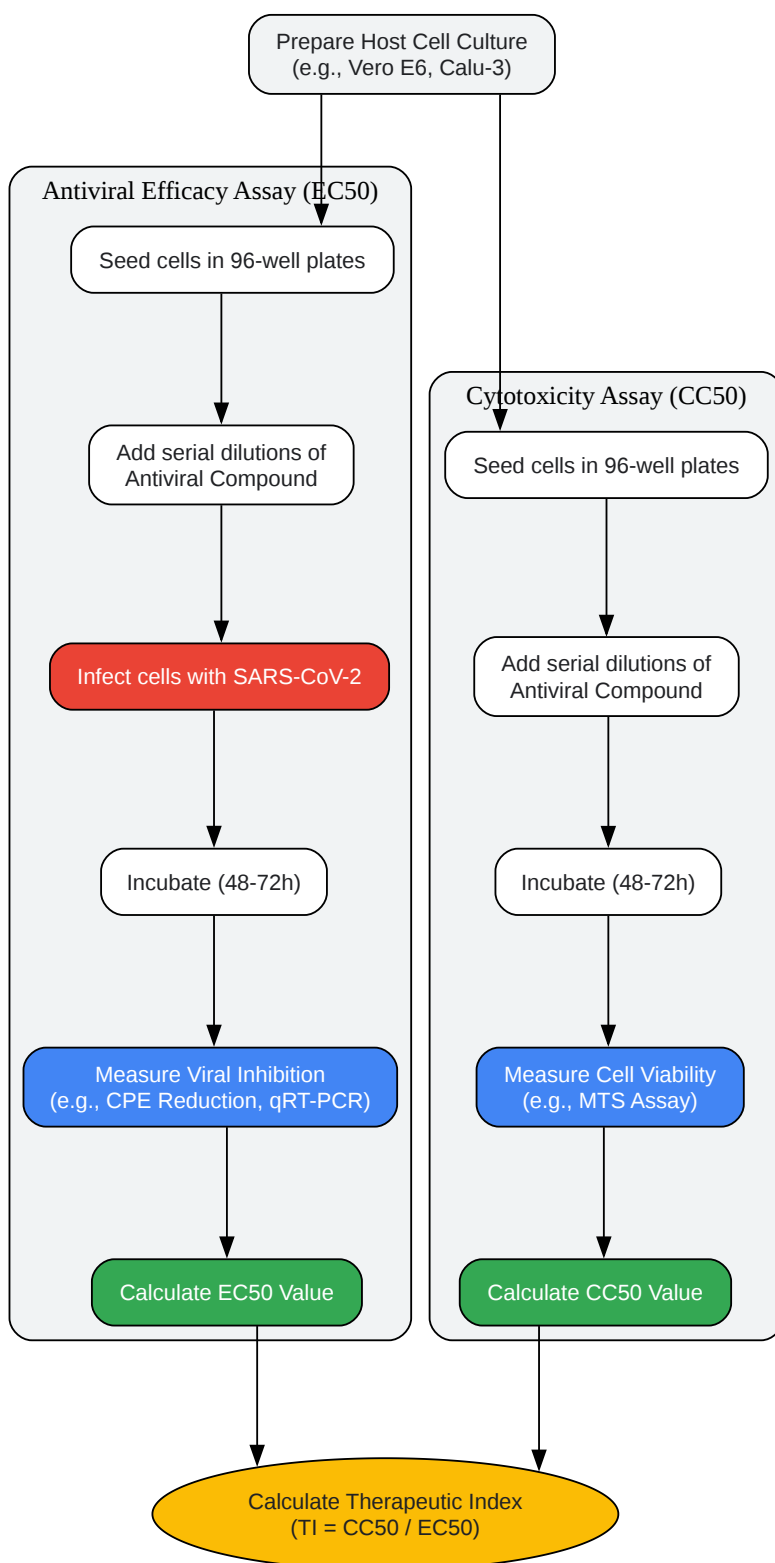 Prepare Host Cell Culture
(e.g., Vero E6, Calu-3)
Antiviral Efficacy Assay (EC50)
Seed cells in 96-well plates
Add serial dilutions of
Antiviral Compound
Infect cells with SARS-CoV-2
Incubate (48-72h)
Measure Viral Inhibition
(e.g., CPE Reduction, qRT-PCR)
Calculate EC50 Value
Cytotoxicity Assay (CC50)
Seed cells in 96-well plates
Add serial dilutions of
Antiviral Compound
Incubate (48-72h)
Measure Cell Viability
(e.g., MTS Assay)
Calculate CC50 Value
Calculate Therapeutic Index
(TI = CC50 / EC50)